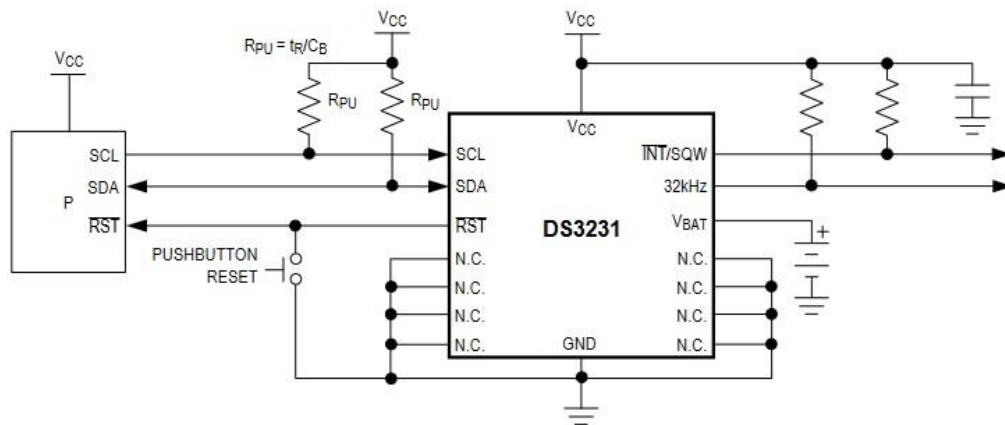 VCC
VCC
RPU = tR/CB
VCC
RPU
RPU
VCC
SCL
SCL
INT/SQW
SDA
SDA
32kHz
P
RST
RST
DS3231
VBAT
+
PUSHBUTTON
RESET
N.C.
N.C.
N.C.
N.C.
N.C.
N.C.
N.C.
GND
N.C.